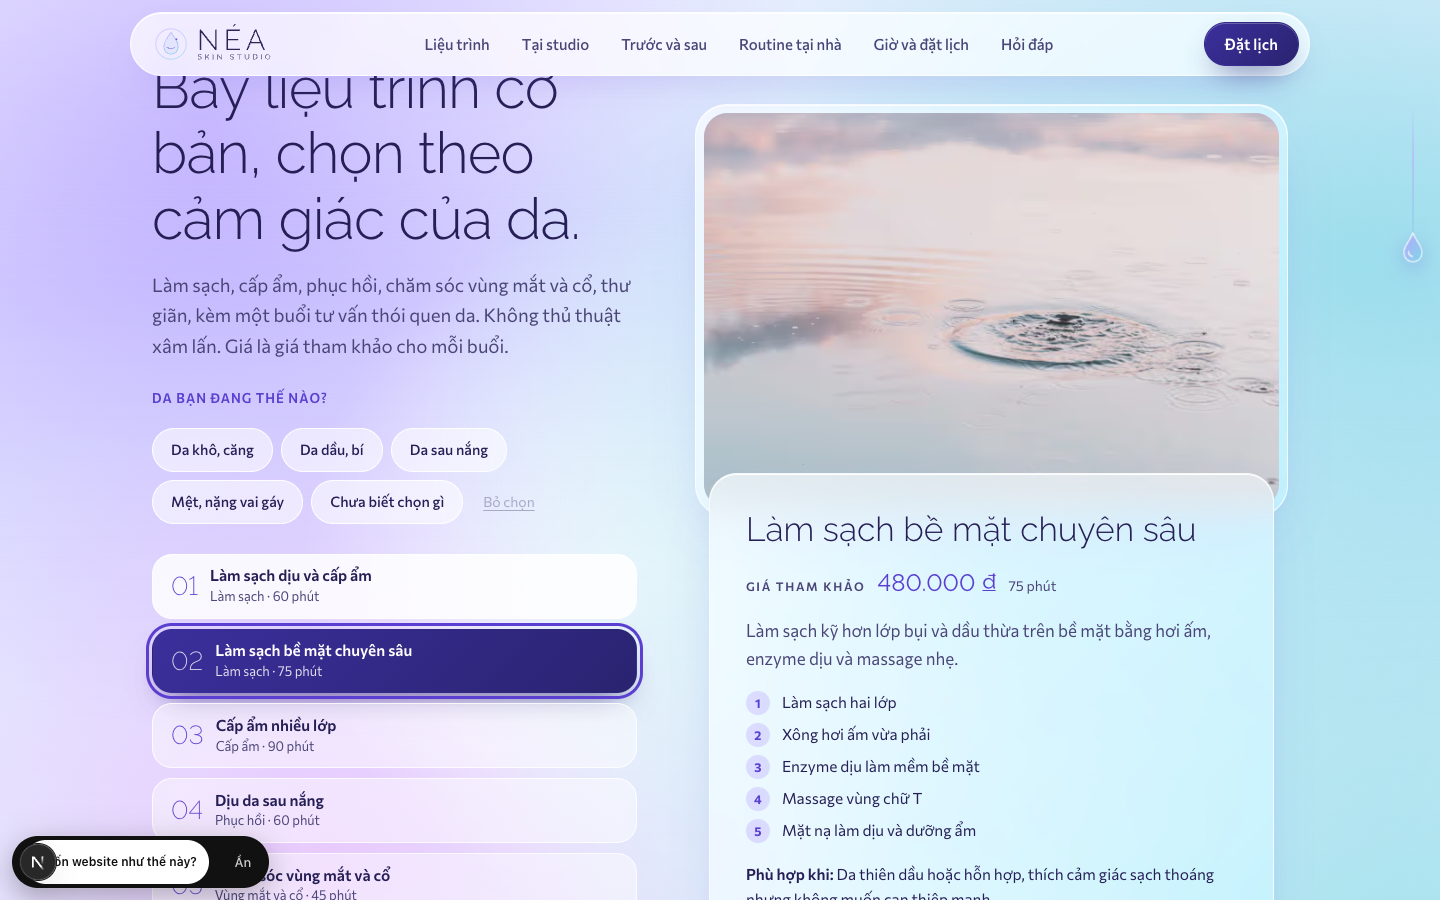 NÉA
SKIN STUDIO
Liệu trình
Tại studio
Trước và sau
Routine tại nhà
Giờ và đặt lịch
Hỏi đáp
Đặt lịch
Bảy liệu trình cơ
bản, chọn theo
cảm giác của da.
Làm sạch, cấp ẩm, phục hồi, chăm sóc vùng mắt và cổ, thư
giãn, kèm một buổi tư vấn thói quen da. Không thủ thuật
xâm lấn. Giá là giá tham khảo cho mỗi buổi.
DA BẠN ĐANG THẾ NÀO?
Da khô, căng
Da dầu, bí
Da sau nắng
Mệt, nặng vai gáy
Chưa biết chọn gì
Bỏ chọn
01
Làm sạch dịu và cấp ẩm
Làm sạch · 60 phút
02
Làm sạch bề mặt chuyên sâu
Làm sạch · 75 phút
03
Cấp ẩm nhiều lớp
Cấp ẩm · 90 phút
04
Dịu da sau nắng
Phục hồi · 60 phút
sóc vùng mắt và cổ
Vùng mắt và cổ · 45 phút
N
website như thế này?
Ẩn
Làm sạch bề mặt chuyên sâu
GIÁ THAM KHẢO 480.000 ₫ 75 phút
Làm sạch kỹ hơn lớp bụi và dầu thừa trên bề mặt bằng hơi ấm,
enzyme dịu và massage nhẹ.
1 Làm sạch hai lớp
2 Xông hơi ấm vừa phải
3 Enzyme dịu làm mềm bề mặt
4 Massage vùng chữ T
5 Mặt nạ làm dịu và dưỡng ẩm
Phù hợp khi: Da thiên dầu hoặc hỗn hợp, thích cảm giác sạch thoáng
nhưng không muốn can thiệp mạnh.